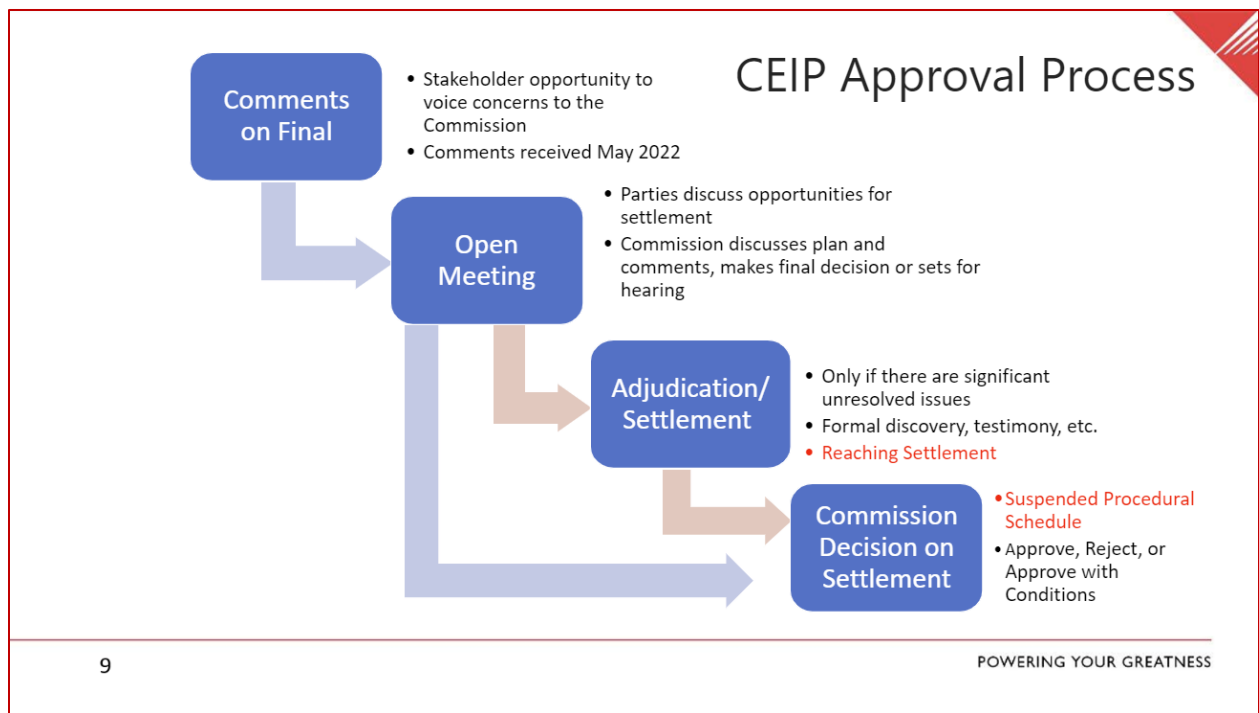 CEIP Approval Process
Comments
on Final
• Stakeholder opportunity to
voice concerns to the
Commission
• Comments received May 2022
Open
Meeting
• Parties discuss opportunities for
settlement
• Commission discusses plan and
comments, makes final decision or sets for
hearing
Adjudication/
Settlement
• Only if there are significant
unresolved issues
• Formal discovery, testimony, etc.
• Reaching Settlement
Commission
Decision on
Settlement
•Suspended Procedural
Schedule
•Approve, Reject, or
Approve with
Conditions
9
POWERING YOUR GREATNESS